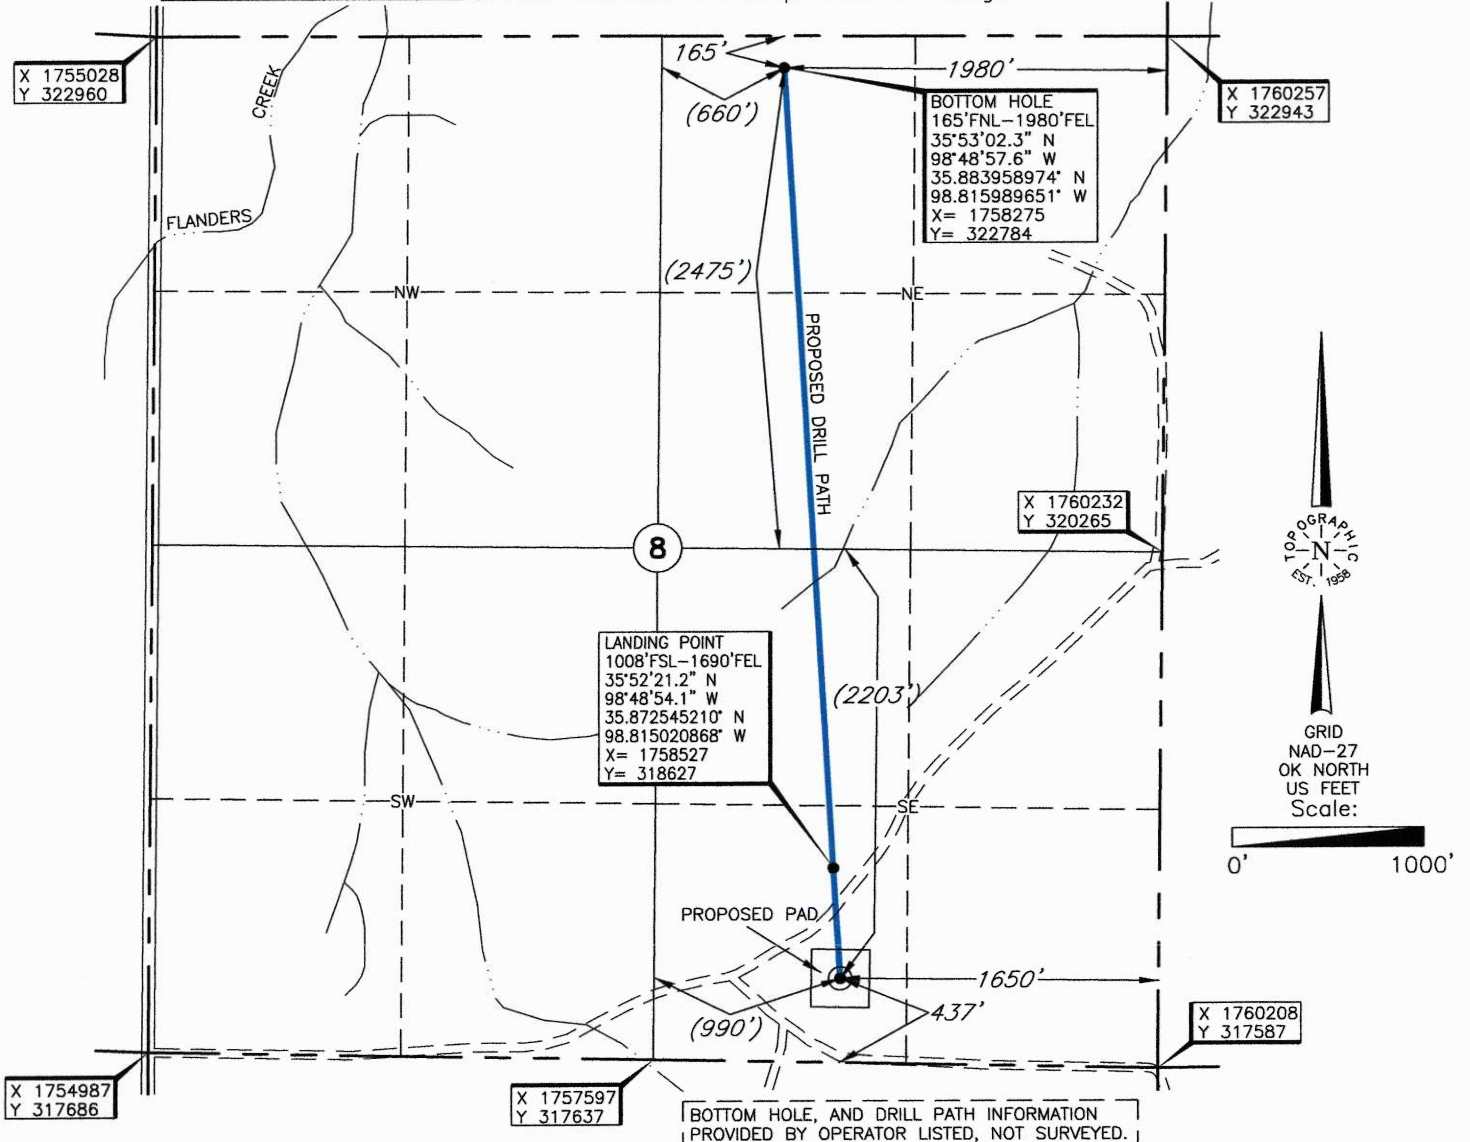 165'
1980'
(660')
X 1755028
Y 322960
CREEK
FLANDERS
X 1760257
Y 322943
BOTTOM HOLE
165'FNL-1980'FEL
35°53'02.3" N
98°48'57.6" W
35.883958974° N
98.815989651° W
X= 1758275
Y= 322784
(2475')
NW
NE
PROPOSED DRILL PATH
X 1760232
Y 320265
8
TOPOGRAPHIC
N
EST. 1958
LANDING POINT
1008'FSL-1690'FEL
35°52'21.2" N
98°48'54.1" W
35.872545210° N
98.815020868° W
X= 1758527
Y= 318627
(2203')
GRID
NAD-27
OK NORTH
US FEET
Scale:
0' 1000'
SW
SE
PROPOSED PAD
1650'
437'
(990')
X 1760208
Y 317587
X 1754987
Y 317686
X 1757597
Y 317637
BOTTOM HOLE, AND DRILL PATH INFORMATION
PROVIDED BY OPERATOR LISTED, NOT SURVEYED.